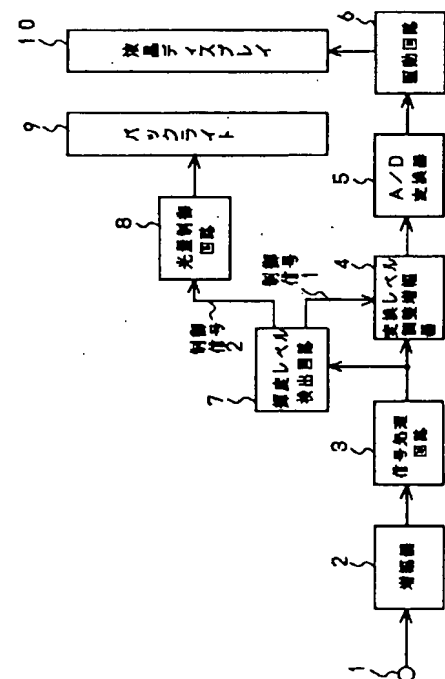 1
2
増幅器
3
信号処理
回路
4
変換レベル
調整増幅
器
5
A/D
変換器
6
駆動回路
7
輝度レベル
検出回路
制御
信号
1
制御
信号
2
8
光量制御
回路
9
バックライト
10
液晶ディスプレイ